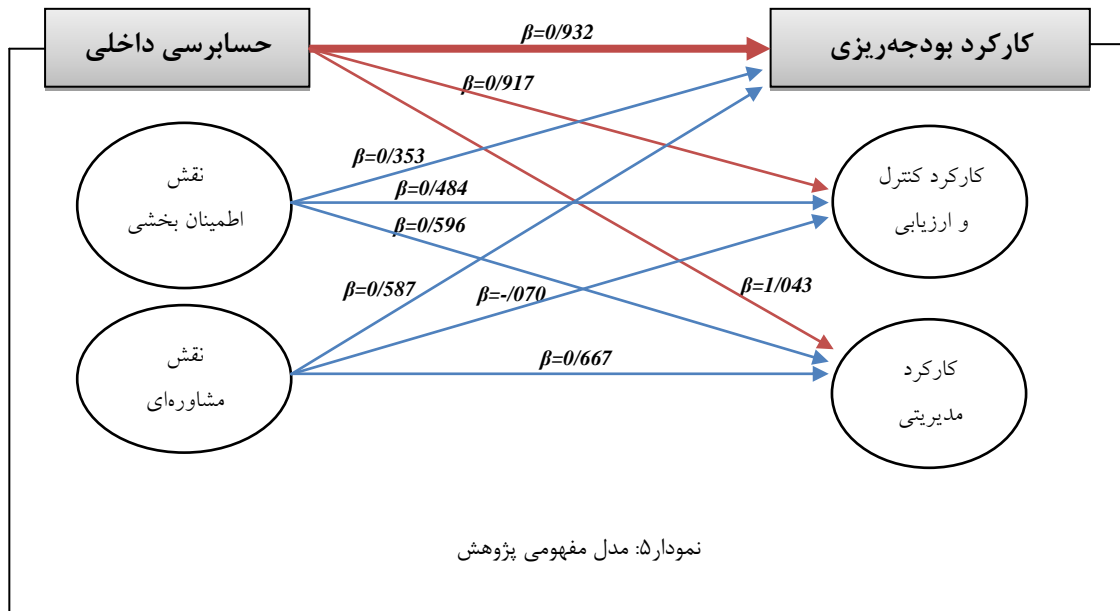 حسابرسی داخلی
β=0/932
کارکرد بودجه‌ریزی
β=0/917
نقش
اطمینان بخشی
β=0/353
β=0/484
β=0/596
کارکرد کنترل
و ارزیابی
β=0/587
β=-/070
β=1/043
نقش
مشاوره‌ای
β=0/667
کارکرد
مدیریتی
نمودار۵: مدل مفهومی پژوهش